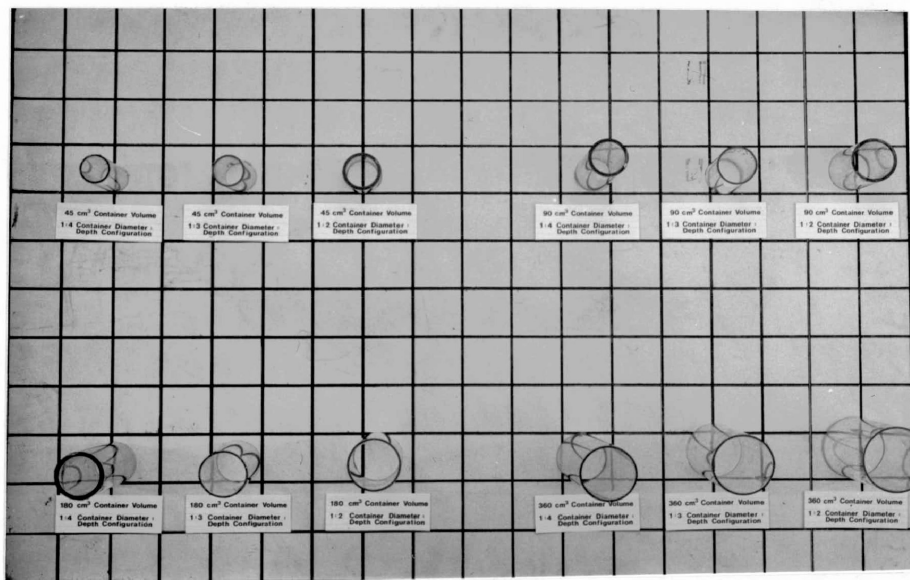 45 cm³ Container Volume
1:4 Container Diameter :
Depth Configuration
45 cm³ Container Volume
1:3 Container Diameter :
Depth Configuration
45 cm³ Container Volume
1:2 Container Diameter :
Depth Configuration
90 cm³ Container Volume
1:4 Container Diameter :
Depth Configuration
90 cm³ Container Volume
1:3 Container Diameter :
Depth Configuration
90 cm³ Container Volume
1:2 Container Diameter :
Depth Configuration
180 cm³ Container Volume
1:4 Container Diameter :
Depth Configuration
180 cm³ Container Volume
1:3 Container Diameter :
Depth Configuration
180 cm³ Container Volume
1:2 Container Diameter :
Depth Configuration
360 cm³ Container Volume
1:4 Container Diameter :
Depth Configuration
360 cm³ Container Volume
1:3 Container Diameter :
Depth Configuration
360 cm³ Container Volume
1:2 Container Diameter :
Depth Configuration